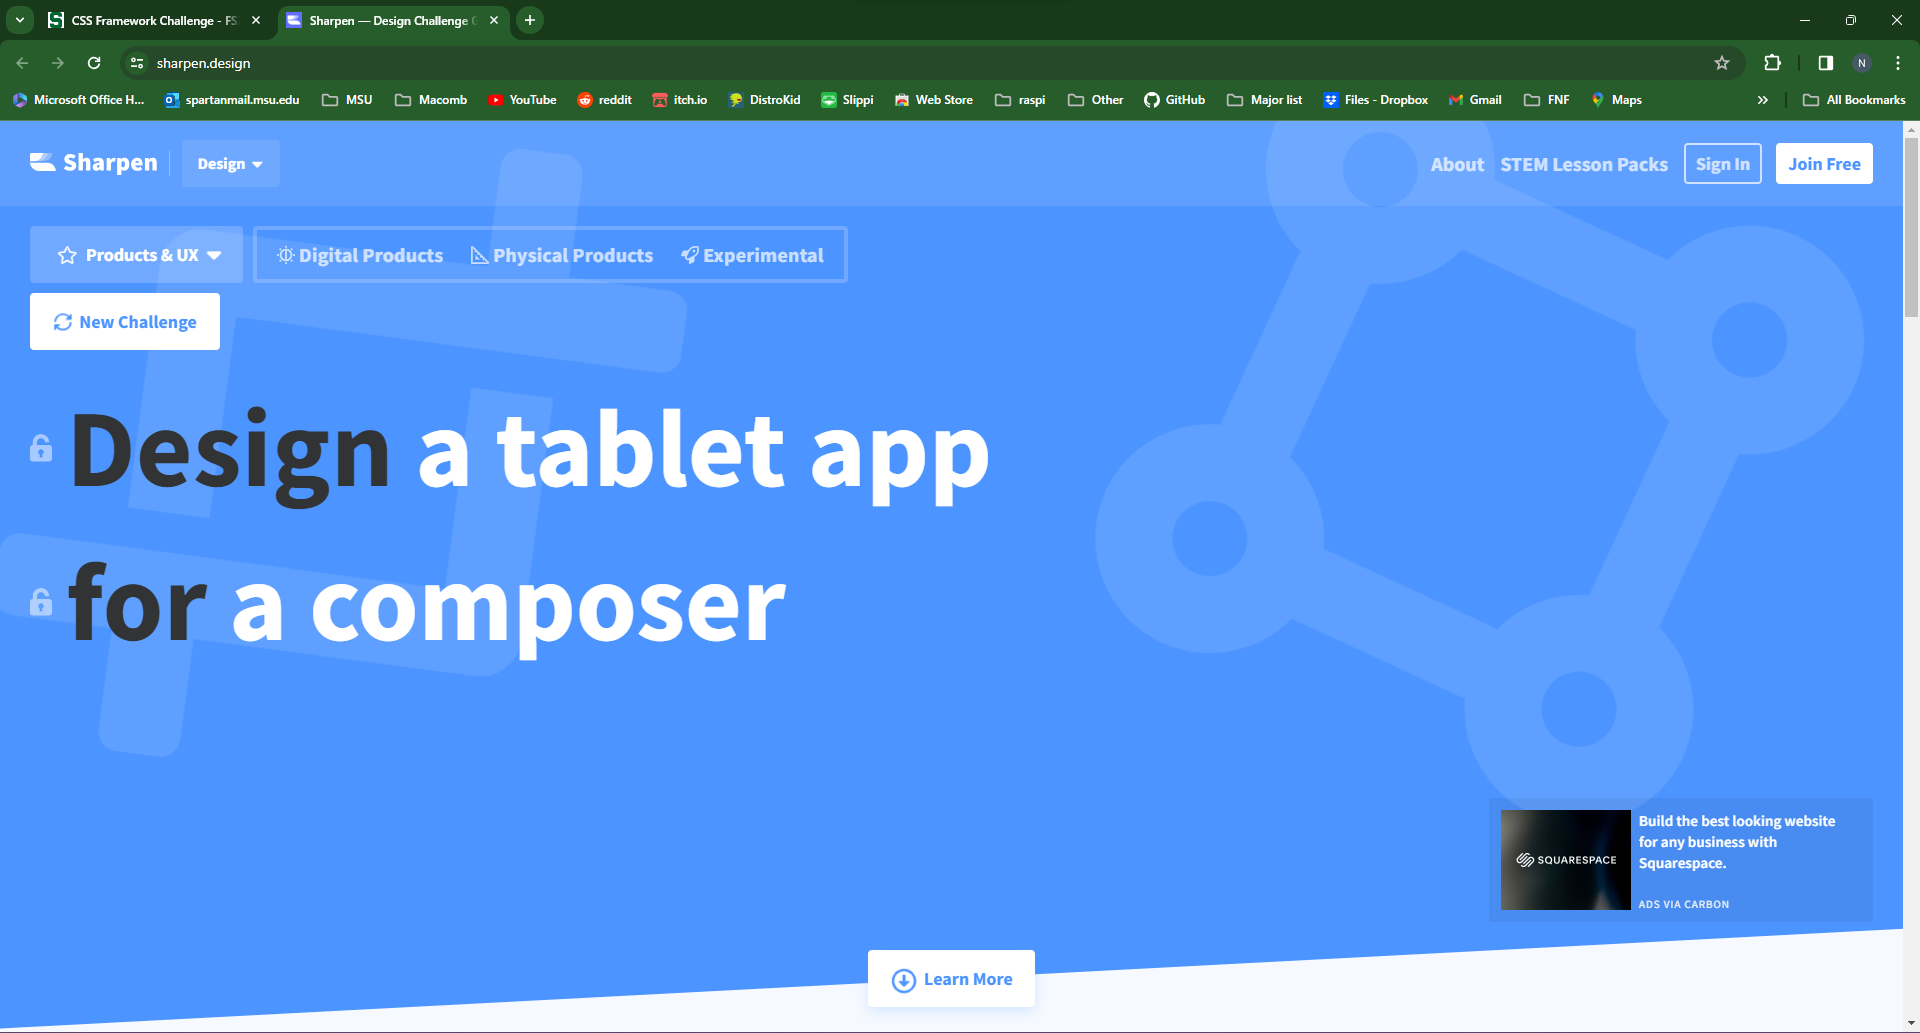 CSS Framework Challenge - FS
Sharpen — Design Challenge
sharpen.design
N
Microsoft Office H...
spartanmail.msu.edu
MSU
Macomb
YouTube
reddit
itch.io
DistroKid
Slippi
Web Store
raspi
Other
GitHub
Major list
Files - Dropbox
Gmail
FNF
Maps
All Bookmarks
Sharpen
Design
About
STEM Lesson Packs
Sign In
Join Free
Products & UX
Digital Products
Physical Products
Experimental
New Challenge
Design a tablet app
for a composer
SQUARESPACE
Build the best looking website
for any business with
Squarespace.
ADS VIA CARBON
Learn More